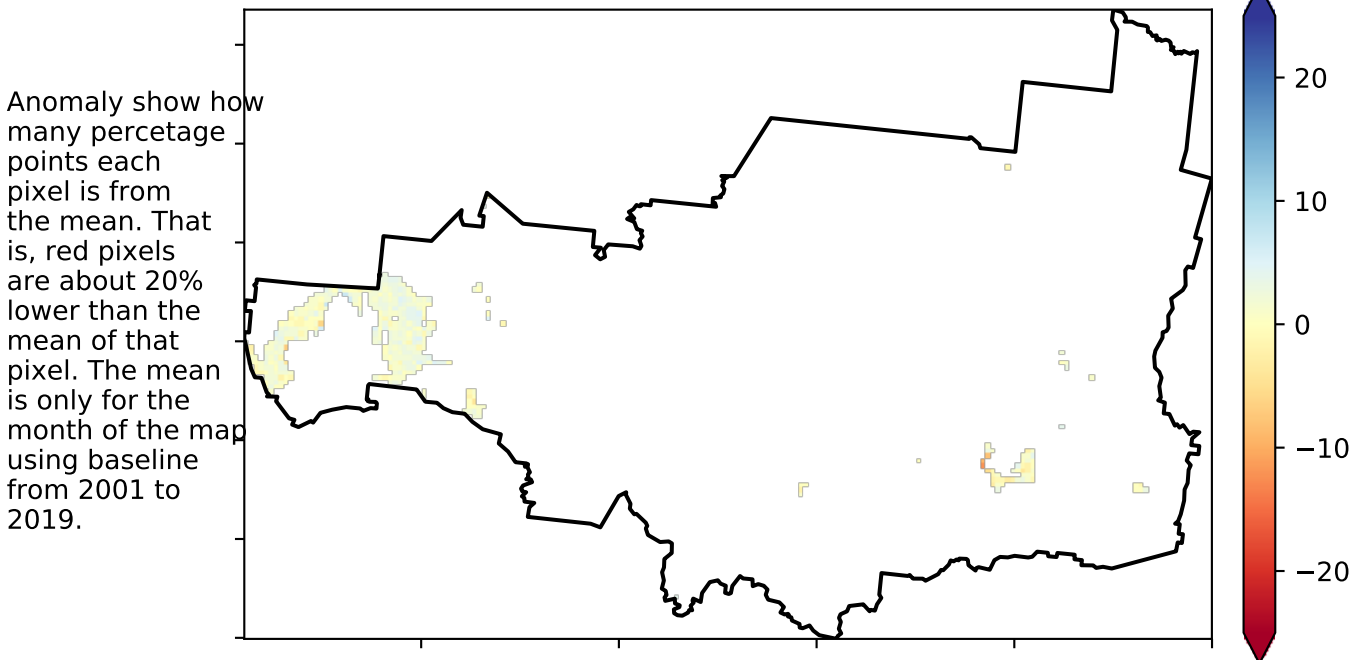 Anomaly show how
many percetage
points each
pixel is from
the mean. That
is, red pixels
are about 20%
lower than the
mean of that
pixel. The mean
is only for the
month of the map
using baseline
from 2001 to
2019.
20
10
0
−10
−20